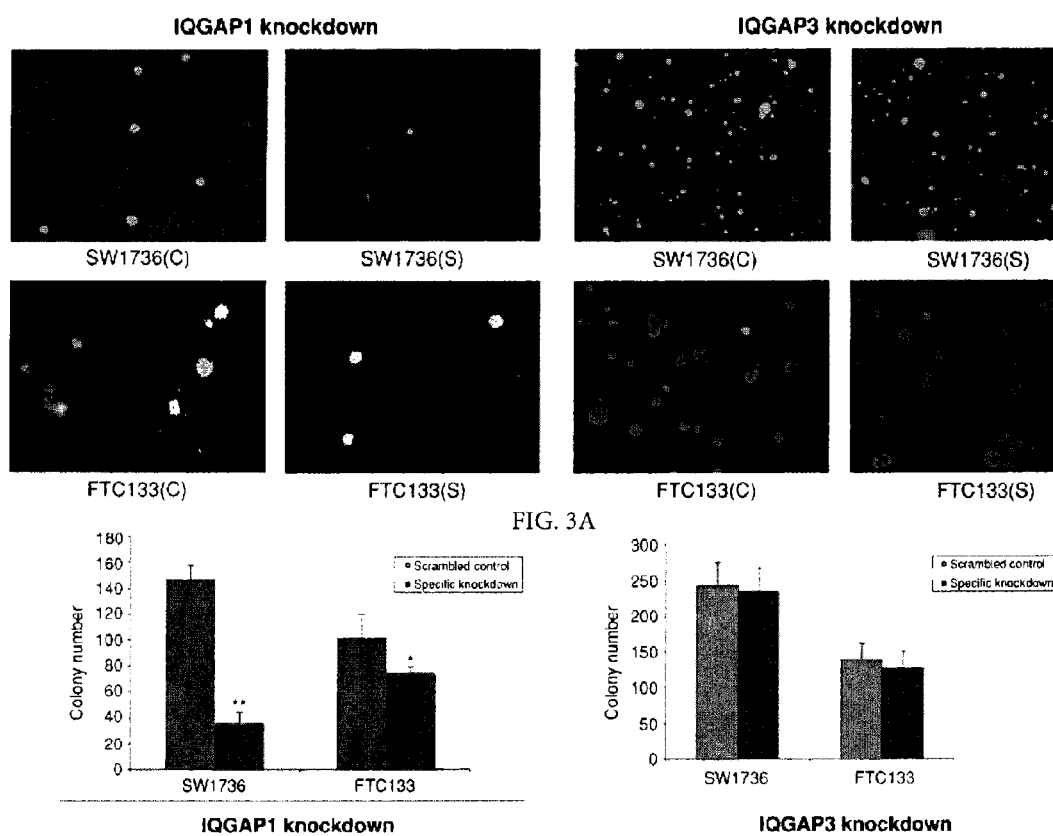 IQGAP1 knockdown
IQGAP3 knockdown
SW1736(C)
SW1736(S)
SW1736(C)
SW1736(S)
FTC133(C)
FTC133(S)
FTC133(C)
FTC133(S)
FIG. 3A
180
160
140
120
100
80
60
40
20
0
Colony number
Scrambled control
Specific knockdown
**
*
SW1736
FTC133
IQGAP1 knockdown
300
250
200
150
100
50
0
Colony number
Scrambled control
Specific knockdown
SW1736
FTC133
IQGAP3 knockdown